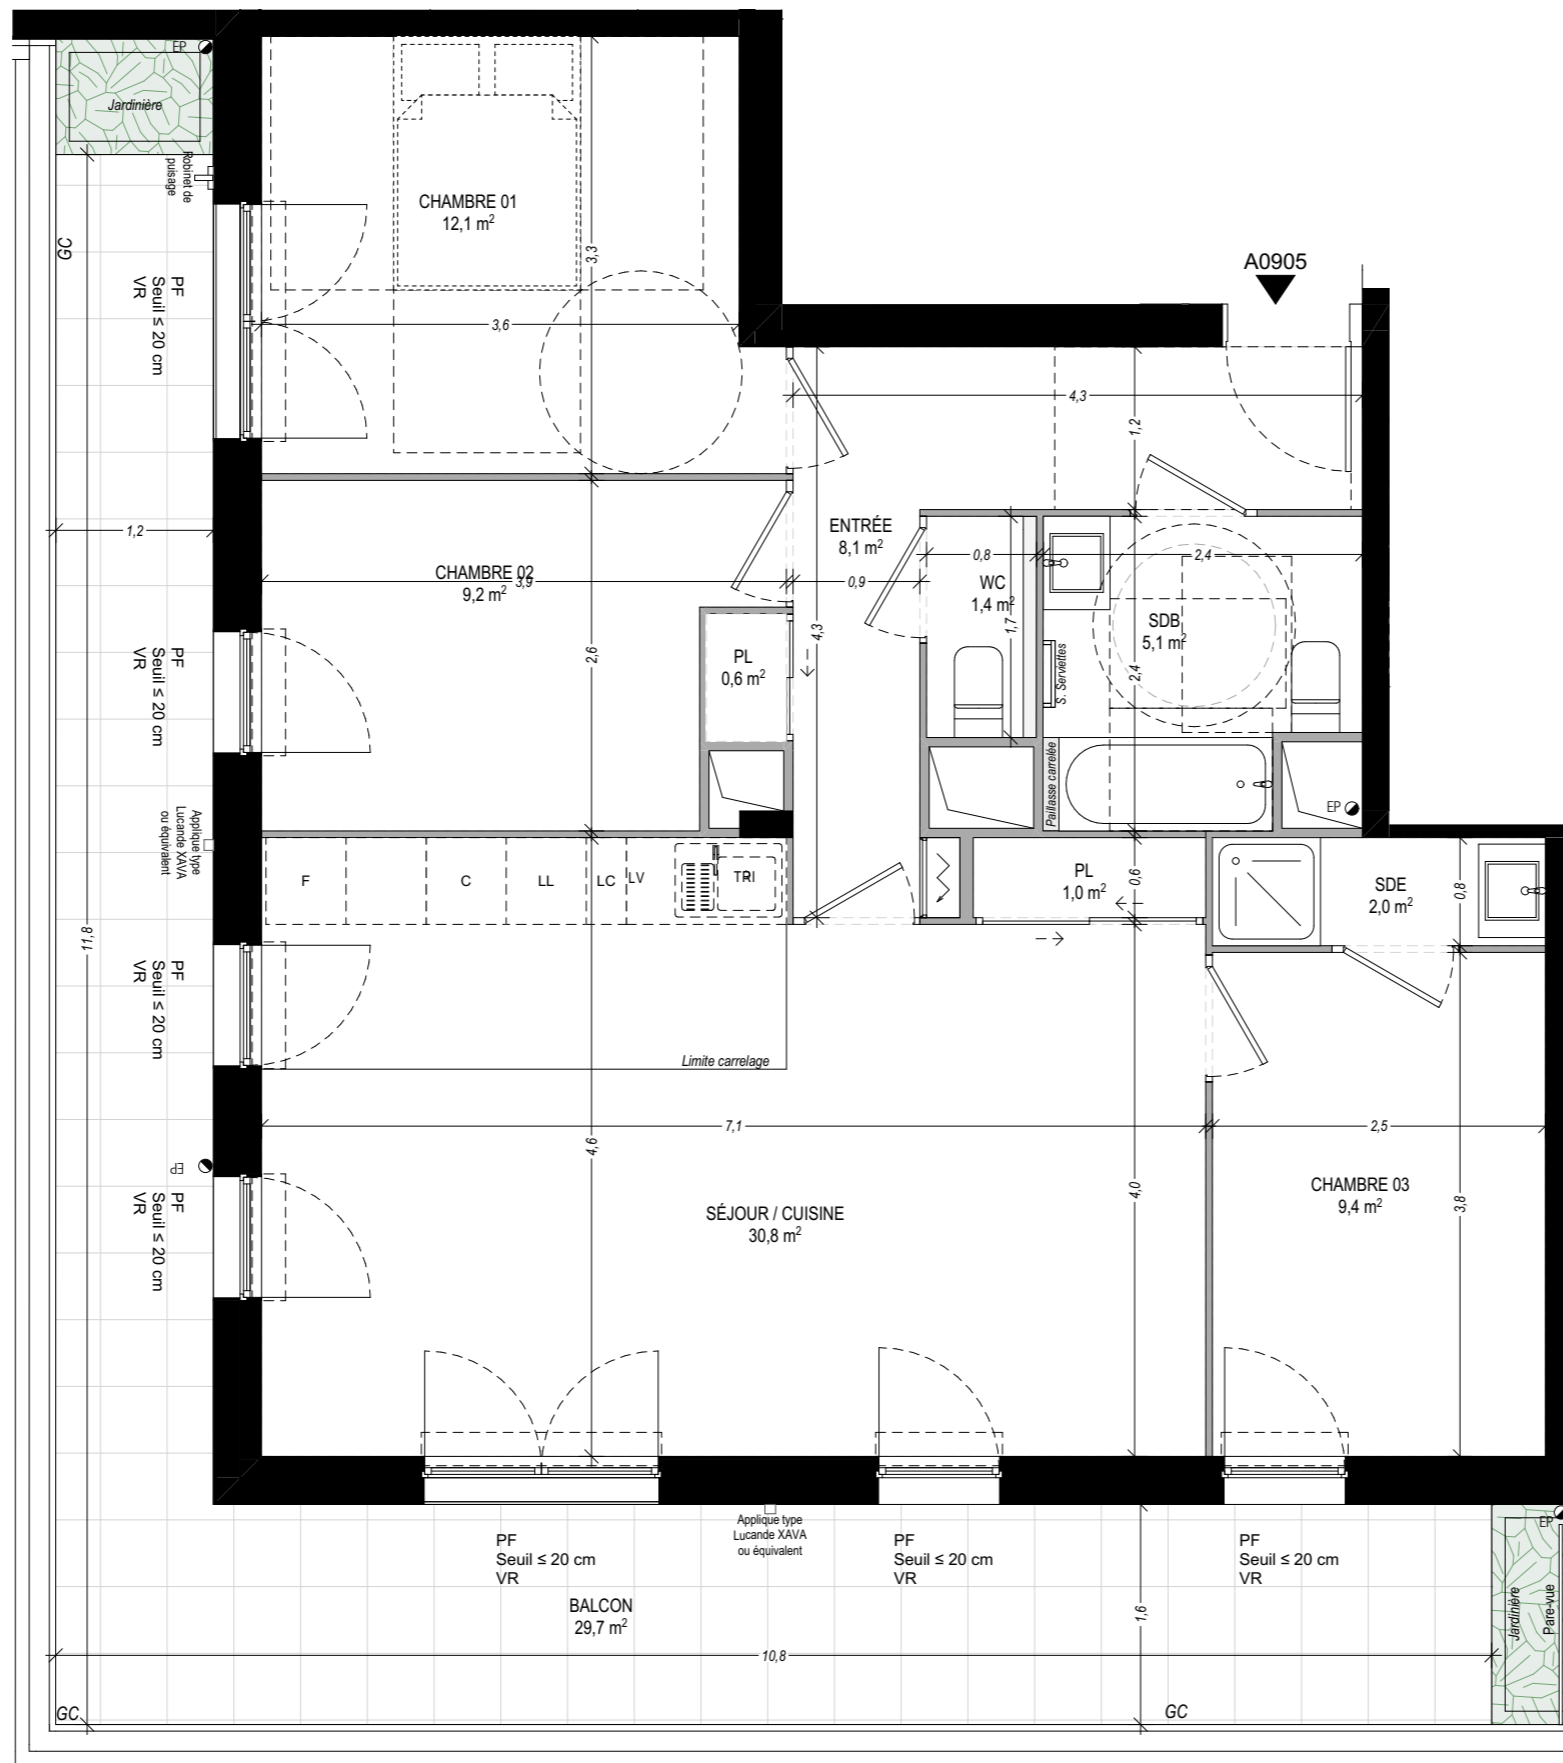 EP
Jardinière
Robinet de
puisage
GC
PF
Seuil ≤ 20 cm
VR
CHAMBRE 01
12,1 m²
3,3
3,6
A0905
4,3
1,2
1,2
CHAMBRE 02
9,2 m²
3,9
2,6
ENTRÉE
8,1 m²
0,9
4,3
0,8
WC
1,4 m²
1,7
2,4
SDB
5,1 m²
2,4
S. Serviettes
Paillasse carrelée
EP
PL
0,6 m²
PF
Seuil ≤ 20 cm
VR
Applique type
Lucande XAVA
ou équivalent
11,8
F
C
LL
LC
LV
TRI
PL
1,0 m²
0,6
SDE
2,0 m²
0,8
PF
Seuil ≤ 20 cm
VR
Limite carrelage
7,1
2,5
4,6
4,0
3,8
EP
PF
Seuil ≤ 20 cm
VR
SÉJOUR / CUISINE
30,8 m²
CHAMBRE 03
9,4 m²
PF
Seuil ≤ 20 cm
VR
Applique type
Lucande XAVA
ou équivalent
PF
Seuil ≤ 20 cm
VR
PF
Seuil ≤ 20 cm
VR
EP
Jardinière
Pare-vue
BALCON
29,7 m²
1,6
10,8
GC
GC